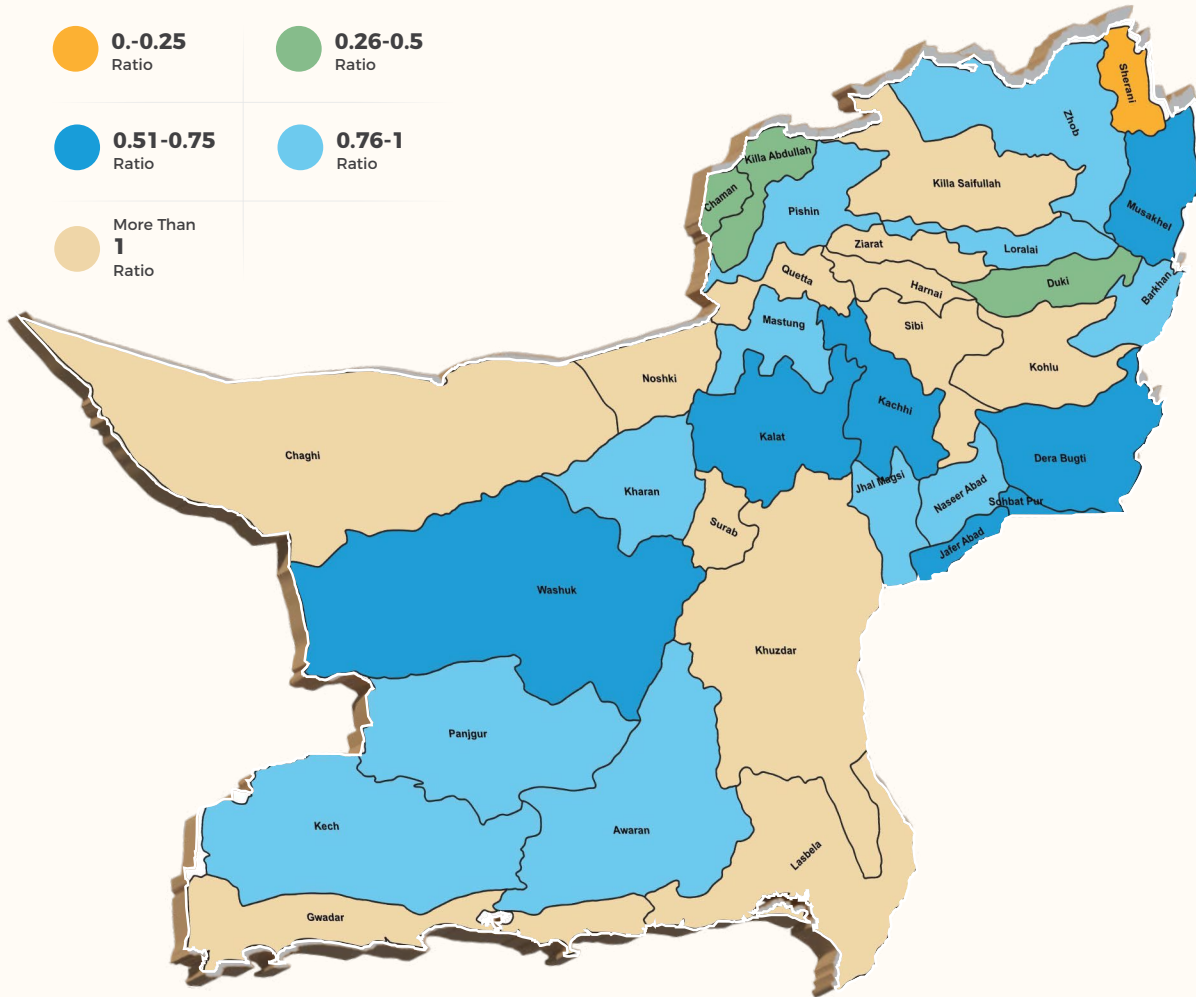 0.-0.25
Ratio
0.26-0.5
Ratio
0.51-0.75
Ratio
0.76-1
Ratio
More Than
1
Ratio
Sherani
Zhob
Killa Abdullah
Killa Saifullah
Chaman
Musakhel
Pishin
Ziarat
Loralai
Quetta
Duki
Harnai
Barkhan
Mastung
Sibi
Kohlu
Noshki
Kachhi
Kalat
Chaghi
Dera Bugti
Jhal Magsi
Kharan
Naseer Abad
Sohbat Pur
Surab
Jafer Abad
Washuk
Khuzdar
Panjgur
Kech
Awaran
Lasbela
Gwadar